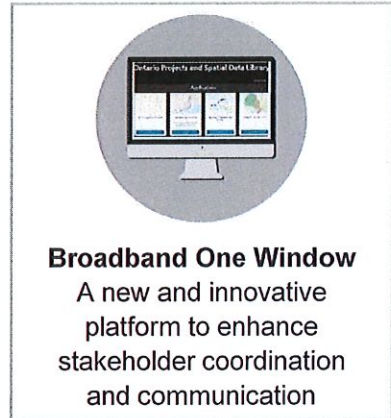 Ontario Projects and Spatial Data Library
Applications
Broadband One Window
A new and innovative
platform to enhance
stakeholder coordination
and communication